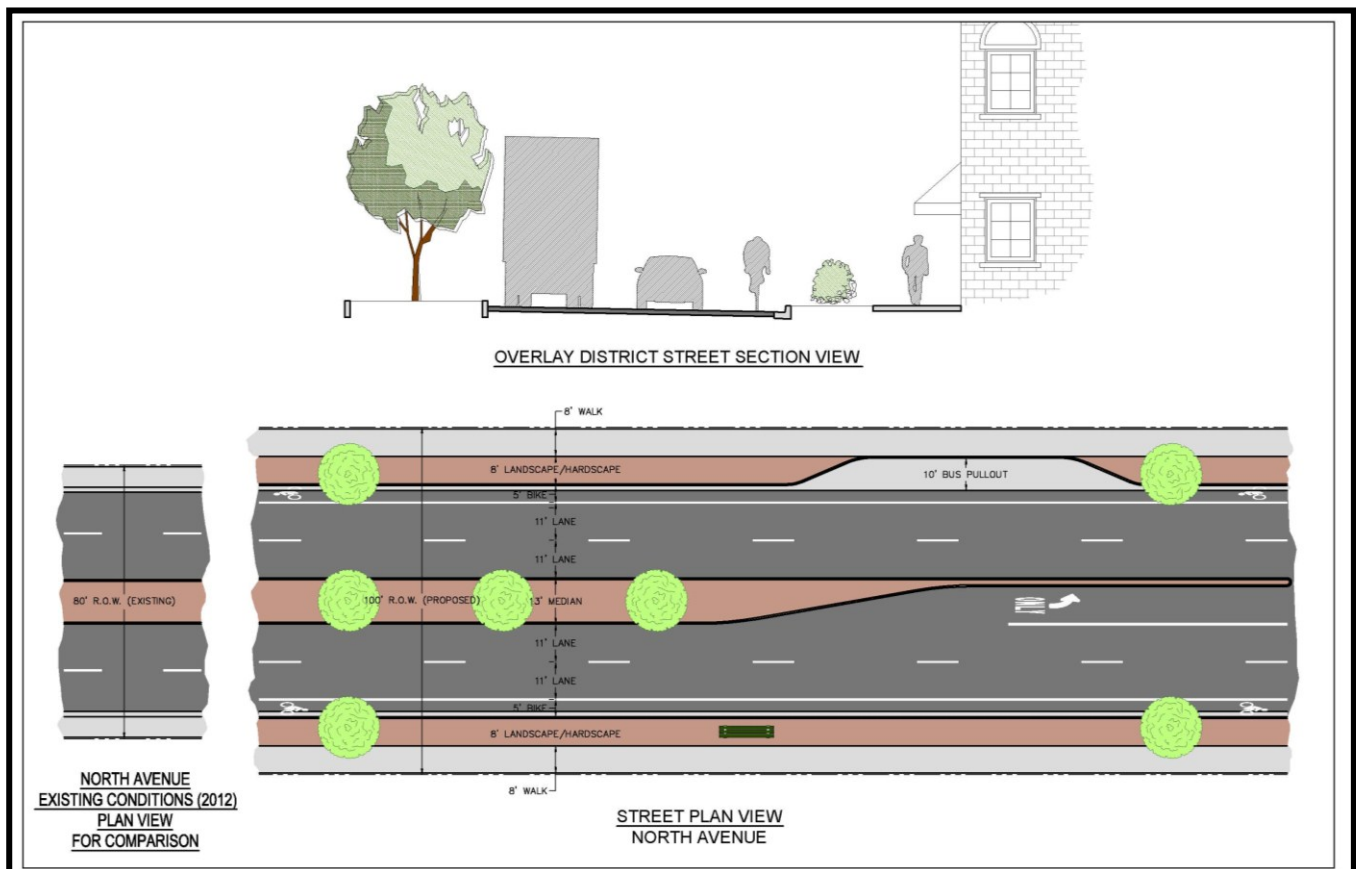 OVERLAY DISTRICT STREET SECTION VIEW
8' WALK
8' LANDSCAPE/HARDSCAPE
10' BUS PULLOUT
5' BIKE
11' LANE
11' LANE
80' R.O.W. (EXISTING)
100' R.O.W. (PROPOSED)
13' MEDIAN
11' LANE
11' LANE
5' BIKE
8' LANDSCAPE/HARDSCAPE
8' WALK
NORTH AVENUE
EXISTING CONDITIONS (2012)
PLAN VIEW
FOR COMPARISON
STREET PLAN VIEW
NORTH AVENUE